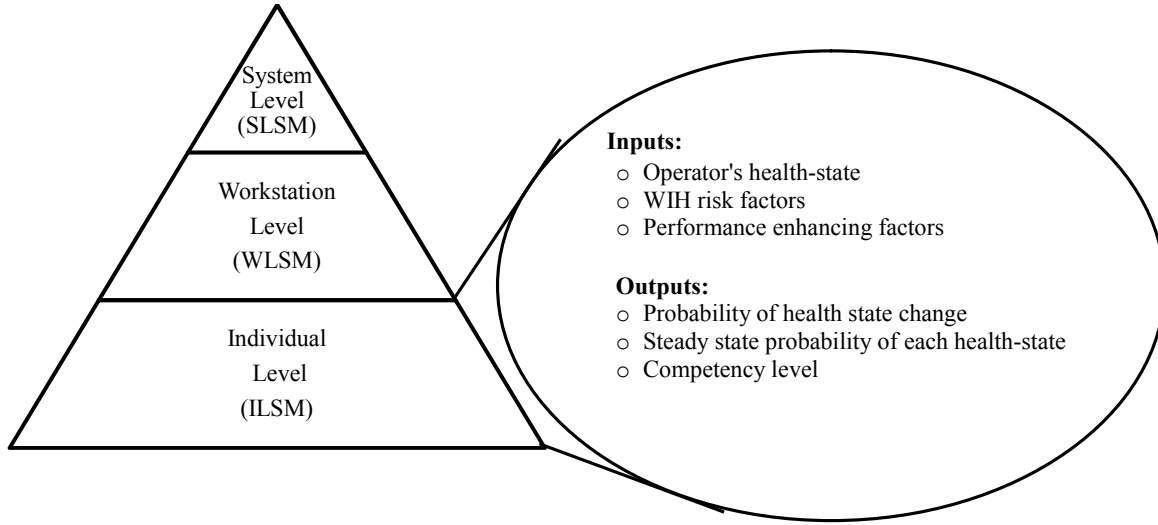 System
Level
(SLSM)
Workstation
Level
(WLSM)
Individual
Level
(ILSM)
Inputs:
o Operator's health-state
o WIH risk factors
o Performance enhancing factors
Outputs:
o Probability of health state change
o Steady state probability of each health-state
o Competency level